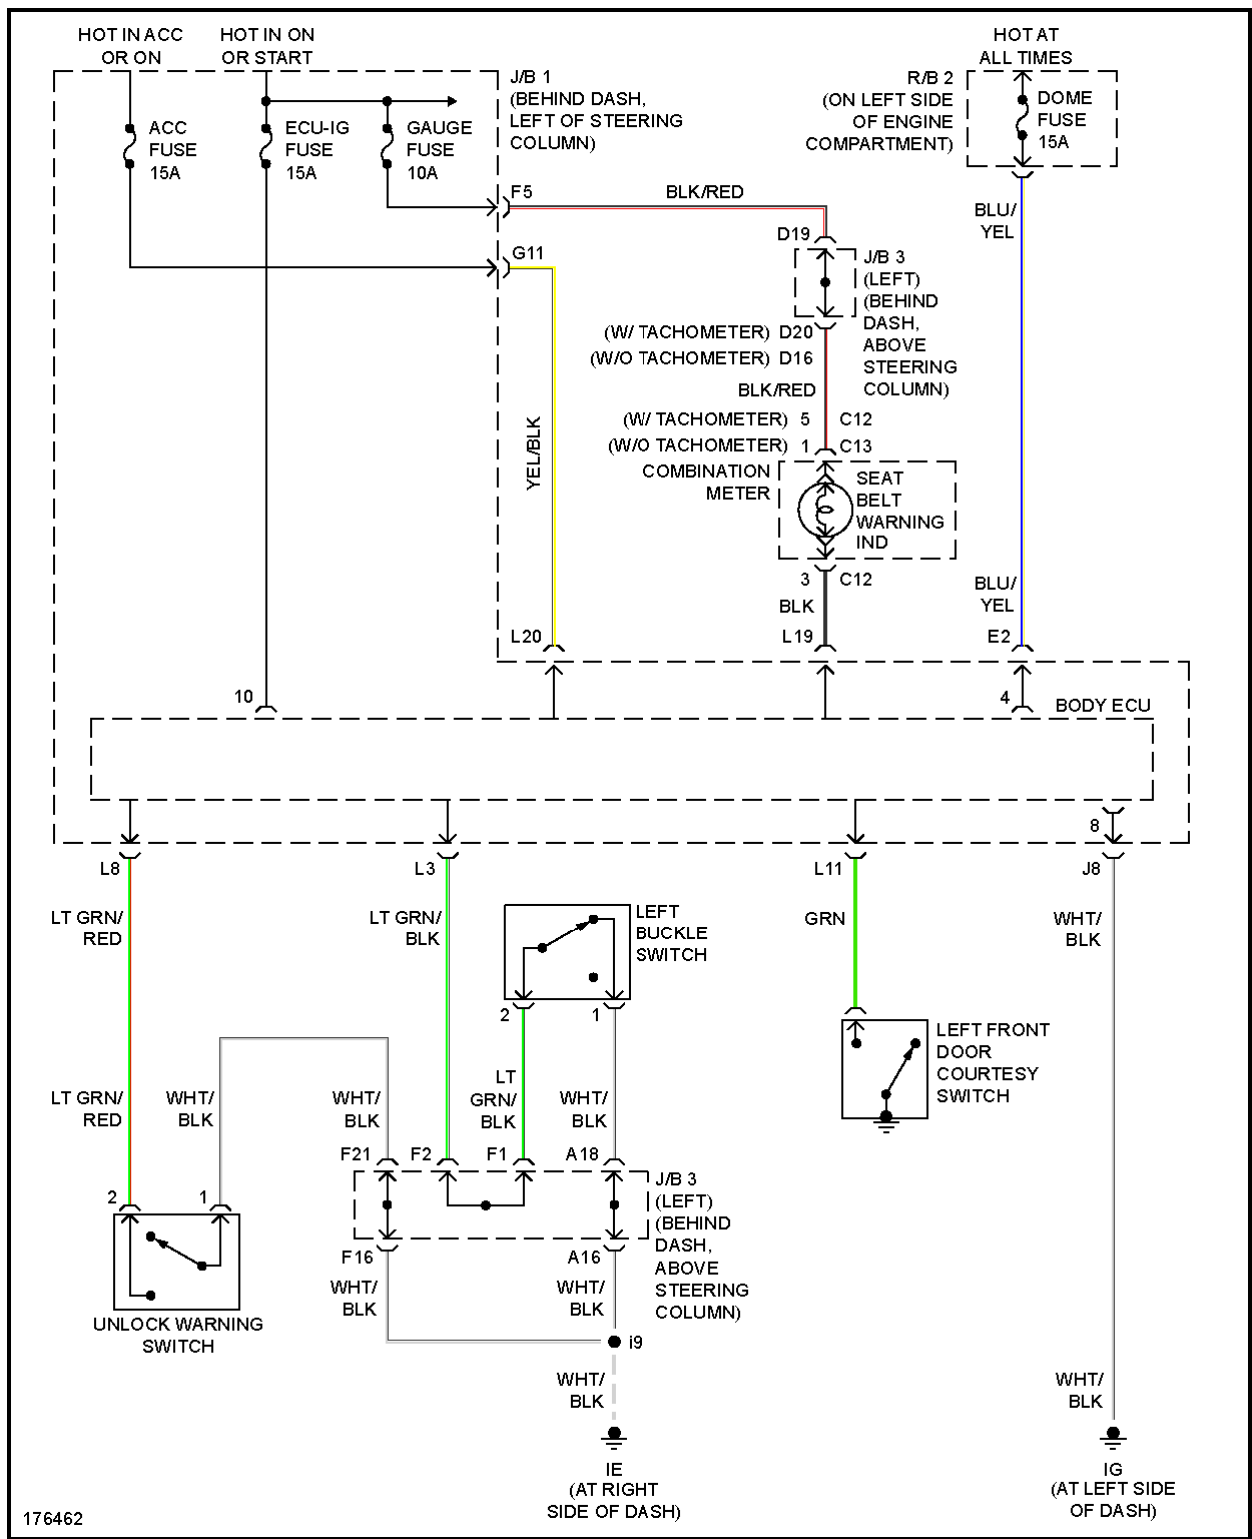 HOT IN ACC
OR ON
HOT IN ON
OR START
HOT AT
ALL TIMES
J/B 1
(BEHIND DASH,
LEFT OF STEERING
COLUMN)
R/B 2
(ON LEFT SIDE
OF ENGINE
COMPARTMENT)
DOME
FUSE
15A
ACC
FUSE
15A
ECU-IG
FUSE
15A
GAUGE
FUSE
10A
F5
BLK/RED
BLU/
YEL
D19
G11
J/B 3
(LEFT)
(BEHIND
DASH,
ABOVE
STEERING
COLUMN)
(W/ TACHOMETER) D20
(W/O TACHOMETER) D16
BLK/RED
(W/ TACHOMETER) 5 C12
(W/O TACHOMETER) 1 C13
YEL/BLK
COMBINATION
METER
SEAT
BELT
WARNING
IND
3 C12
BLK
BLU/
YEL
L20
L19
E2
10
4
BODY ECU
8
L8
L3
L11
J8
LT GRN/
RED
LT GRN/
BLK
LEFT
BUCKLE
SWITCH
GRN
WHT/
BLK
2
1
LEFT FRONT
DOOR
COURTESY
SWITCH
LT GRN/
RED
WHT/
BLK
WHT/
BLK
LT
GRN/
BLK
WHT/
BLK
F21
F2
F1
A18
2
1
J/B 3
(LEFT)
(BEHIND
DASH,
ABOVE
STEERING
COLUMN)
F16
A16
WHT/
BLK
WHT/
BLK
UNLOCK WARNING
SWITCH
i9
WHT/
BLK
WHT/
BLK
IE
(AT RIGHT
SIDE OF DASH)
IG
(AT LEFT SIDE
OF DASH)
176462